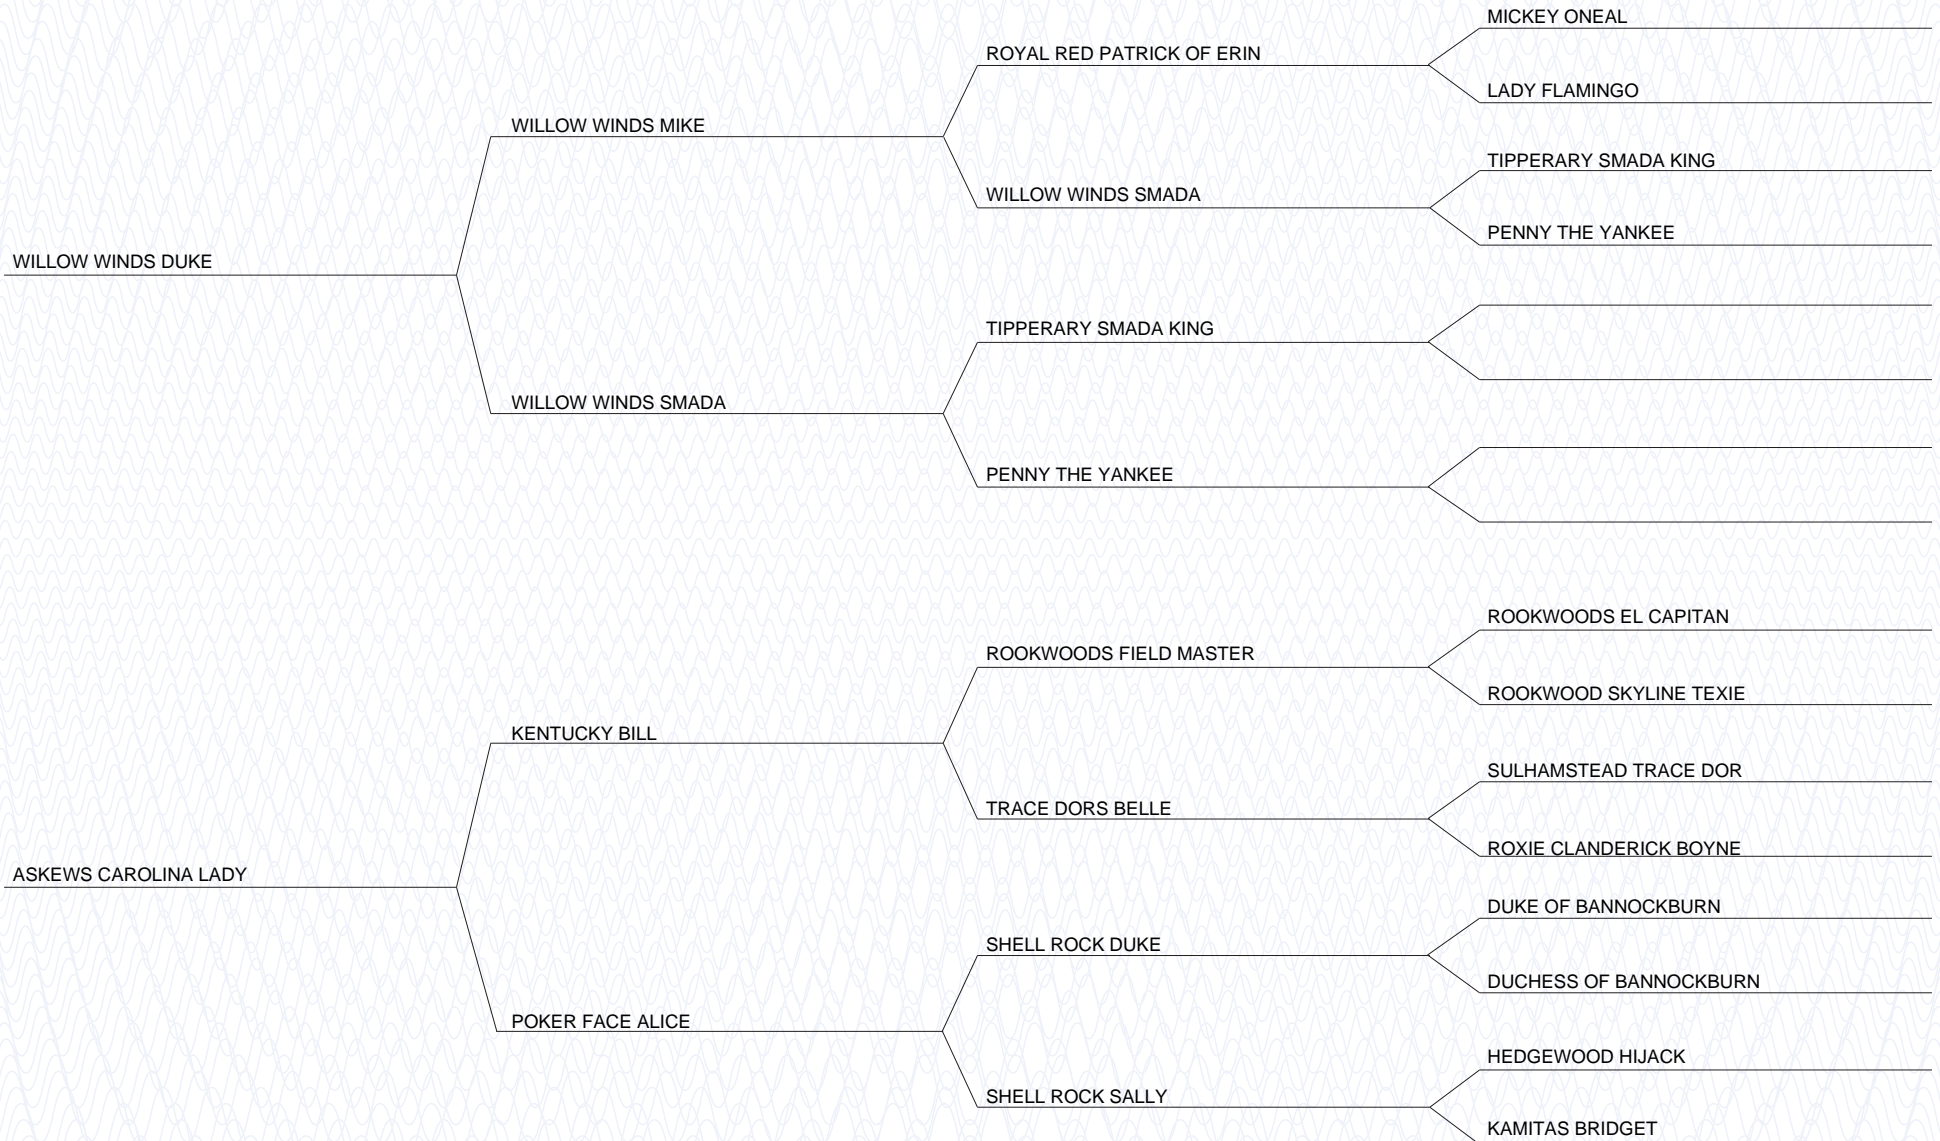 MICKEY ONEAL
ROYAL RED PATRICK OF ERIN
LADY FLAMINGO
WILLOW WINDS MIKE
TIPPERARY SMADA KING
WILLOW WINDS SMADA
PENNY THE YANKEE
WILLOW WINDS DUKE
TIPPERARY SMADA KING
WILLOW WINDS SMADA
PENNY THE YANKEE
ROOKWOODS EL CAPITAN
ROOKWOODS FIELD MASTER
ROOKWOOD SKYLINE TEXIE
KENTUCKY BILL
SULHAMSTEAD TRACE DOR
TRACE DORS BELLE
ROXIE CLANDERICK BOYNE
ASKEWS CAROLINA LADY
DUKE OF BANNOCKBURN
SHELL ROCK DUKE
DUCHESS OF BANNOCKBURN
POKER FACE ALICE
HEDGEWOOD HIJACK
SHELL ROCK SALLY
KAMITAS BRIDGET